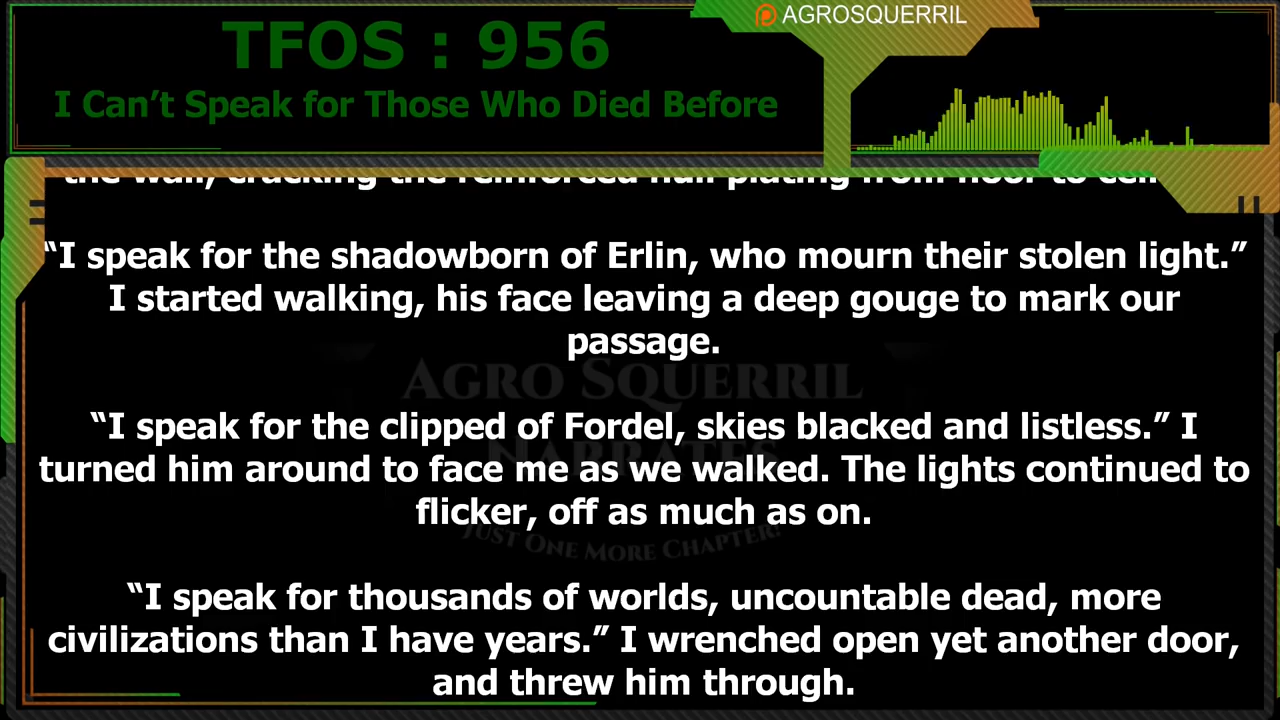 AGROSQUERRIL
TFOS : 956
I Can’t Speak for Those Who Died Before
the wall, cracking the reinforced hull plating from floor to ceil
“I speak for the shadowborn of Erlin, who mourn their stolen light.”
I started walking, his face leaving a deep gouge to mark our
passage.
AGRO SQUERRIL
NARRATES
“I speak for the clipped of Fordel, skies blacked and listless.” I
turned him around to face me as we walked. The lights continued to
flicker, off as much as on.
JUST ONE MORE CHAPTER!
“I speak for thousands of worlds, uncountable dead, more
civilizations than I have years.” I wrenched open yet another door,
and threw him through.